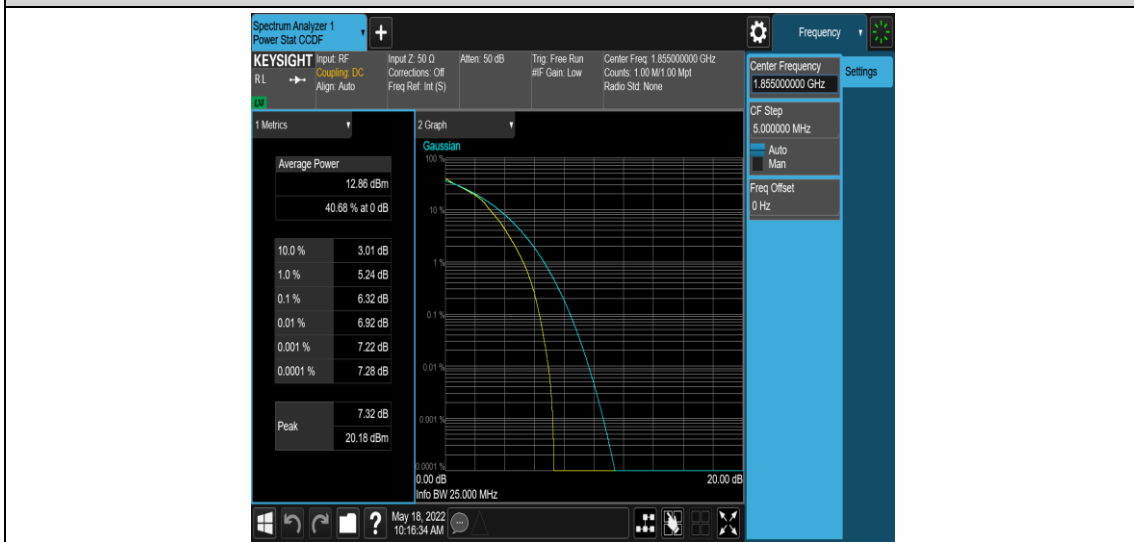 Spectrum Analyzer 1
Power Stat CCDF
+
Frequency
KEYSIGHT
RL
Input: RF
Coupling: DC
Align: Auto
Input Z: 50 Ω
Corrections: Off
Freq Ref: Int (S)
Atten: 50 dB
Trig: Free Run
#IF Gain: Low
Center Freq: 1.855000000 GHz
Counts: 1.00 M/1.00 Mpt
Radio Std: None
Center Frequency
1.855000000 GHz
Settings
CF Step
5.000000 MHz
Auto
Man
Freq Offset
0 Hz
1 Metrics
Average Power
12.86 dBm
40.68 % at 0 dB
10.0 % 3.01 dB
1.0 % 5.24 dB
0.1 % 6.32 dB
0.01 % 6.92 dB
0.001 % 7.22 dB
0.0001 % 7.28 dB
Peak
7.32 dB
20.18 dBm
2 Graph
Gaussian
100 %
10 %
1 %
0.1 %
0.01 %
0.001 %
0.0001 %
0.00 dB 20.00 dB
Info BW 25.000 MHz
?
May 18, 2022
10:16:34 AM